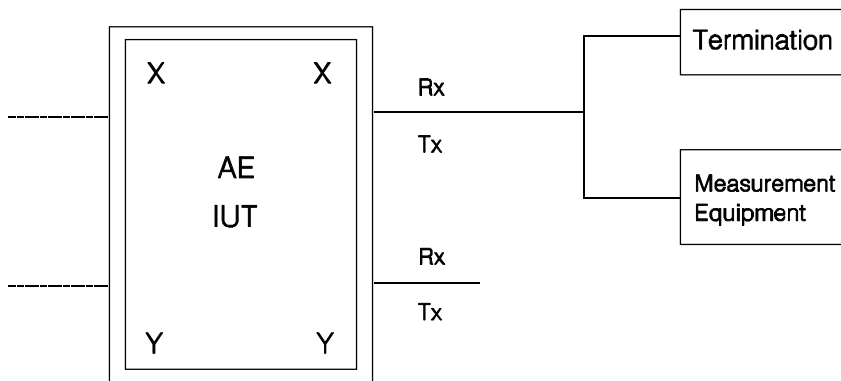 Termination
X X
Rx
Tx
AE
IUT
Measurement
Equipment
Rx
Tx
Y Y